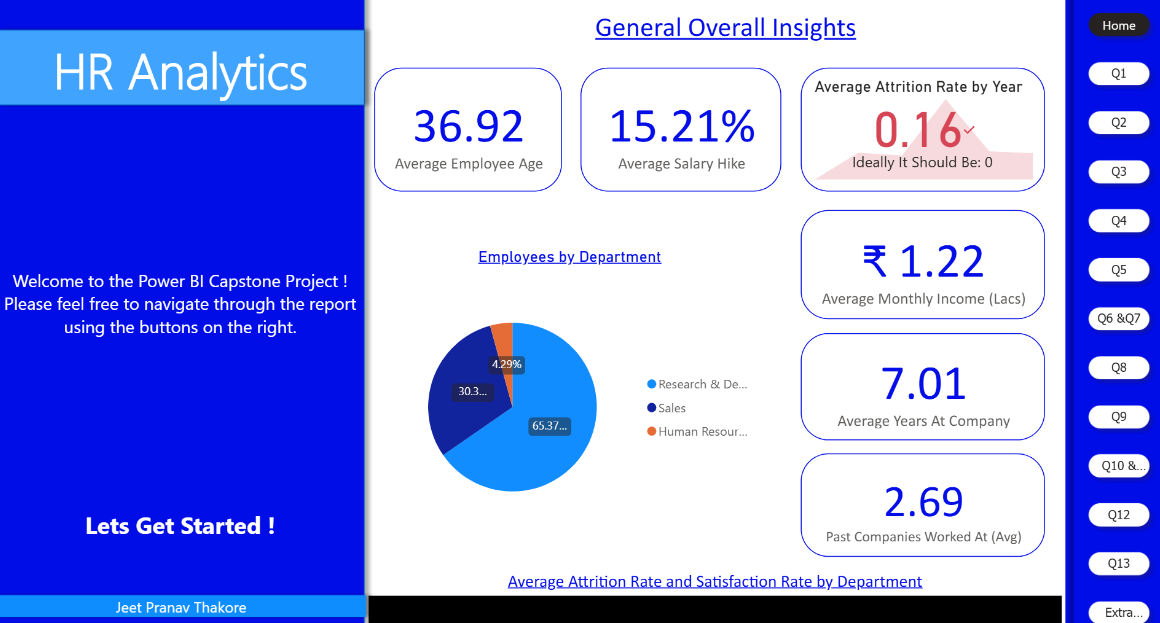 HR Analytics
Welcome to the Power BI Capstone Project !
Please feel free to navigate through the report
using the buttons on the right.
Lets Get Started !
Jeet Pranav Thakore
General Overall Insights
36.92
Average Employee Age
15.21%
Average Salary Hike
Average Attrition Rate by Year
0.16
Ideally It Should Be: 0
Employees by Department
4.29%
30.3...
65.37...
Research & De...
Sales
Human Resour...
₹ 1.22
Average Monthly Income (Lacs)
7.01
Average Years At Company
2.69
Past Companies Worked At (Avg)
Average Attrition Rate and Satisfaction Rate by Department
Home
Q1
Q2
Q3
Q4
Q5
Q6 &Q7
Q8
Q9
Q10 &...
Q12
Q13
Extra...